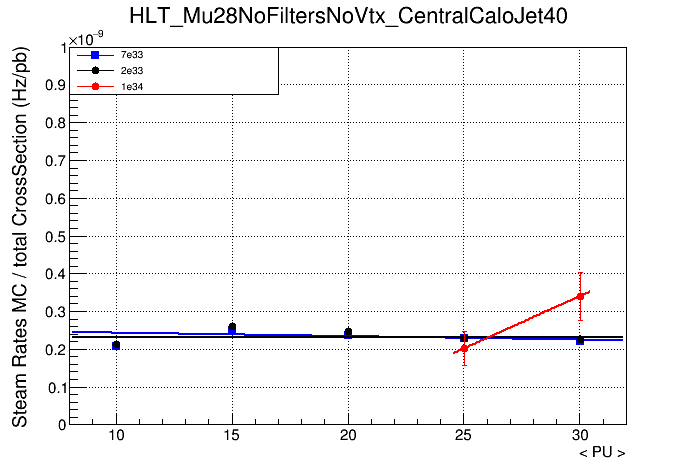 HLT_Mu28NoFiltersNoVtx_CentralCaloJet40
×10⁻⁹
Steam Rates MC / total CrossSection (Hz/pb)
7e33
2e33
1e34
1
0.9
0.8
0.7
0.6
0.5
0.4
0.3
0.2
0.1
0
10 15 20 25 30
< PU >